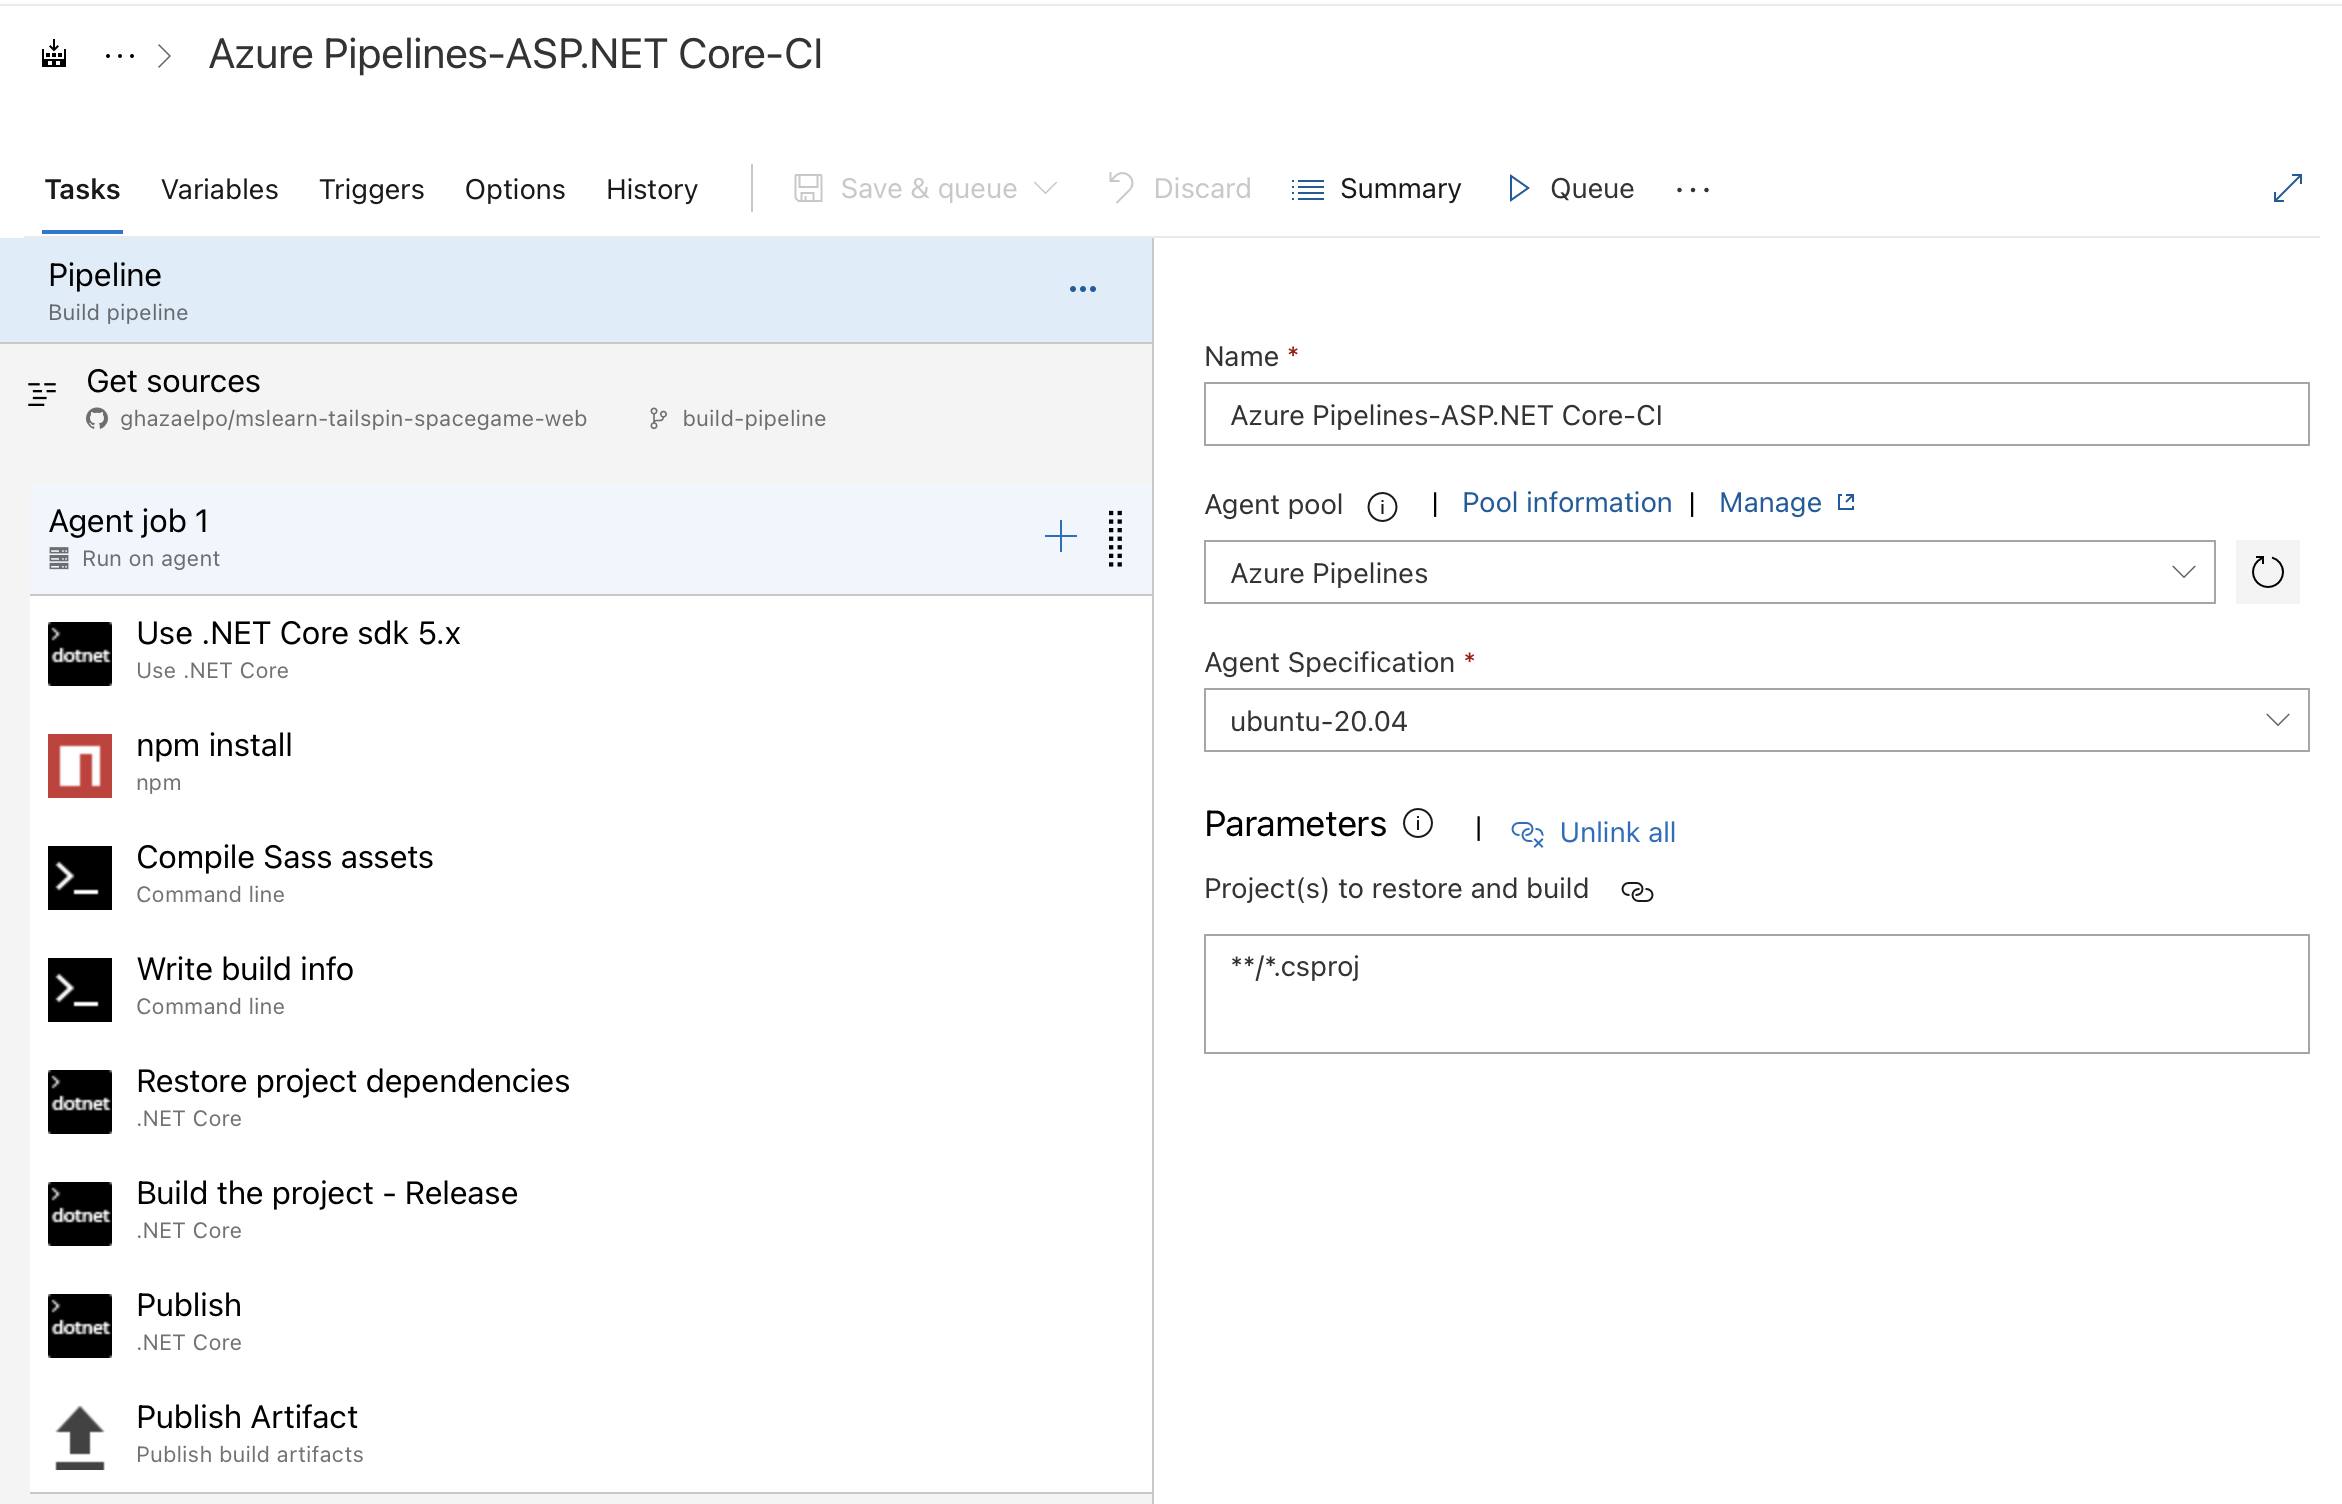 Azure Pipelines-ASP.NET Core-CI
Tasks Variables Triggers Options History Save & queue Discard Summary Queue
Pipeline
Build pipeline
Get sources
ghazaelpo/mslearn-tailspin-spacegame-web build-pipeline
Agent job 1
Run on agent
dotnet
Use .NET Core sdk 5.x
Use .NET Core
npm install
npm
Compile Sass assets
Command line
Write build info
Command line
dotnet
Restore project dependencies
.NET Core
dotnet
Build the project - Release
.NET Core
dotnet
Publish
.NET Core
Publish Artifact
Publish build artifacts
Name *
Azure Pipelines-ASP.NET Core-CI
Agent pool | Pool information | Manage
Azure Pipelines
Agent Specification *
ubuntu-20.04
Parameters | Unlink all
Project(s) to restore and build
**/*.csproj